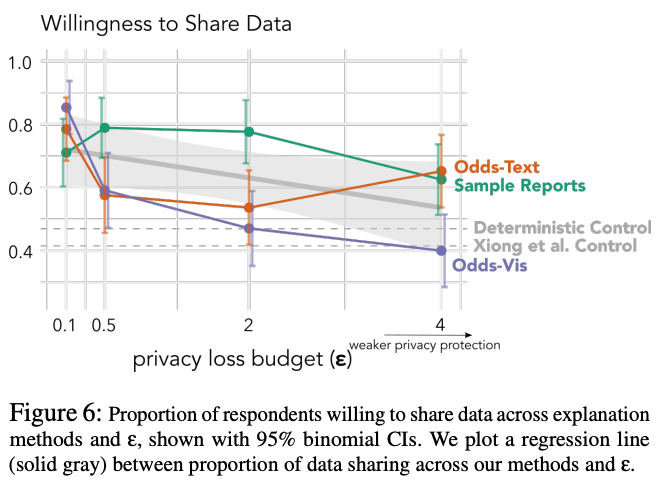 Willingness to Share Data
1.0
0.8
0.6
0.4
Odds-Text
Sample Reports
Deterministic Control
Xiong et al. Control
Odds-Vis
0.1 0.5 2 4
weaker privacy protection
privacy loss budget (ε)
Figure 6: Proportion of respondents willing to share data across explanation
methods and ε, shown with 95% binomial CIs. We plot a regression line
(solid gray) between proportion of data sharing across our methods and ε.